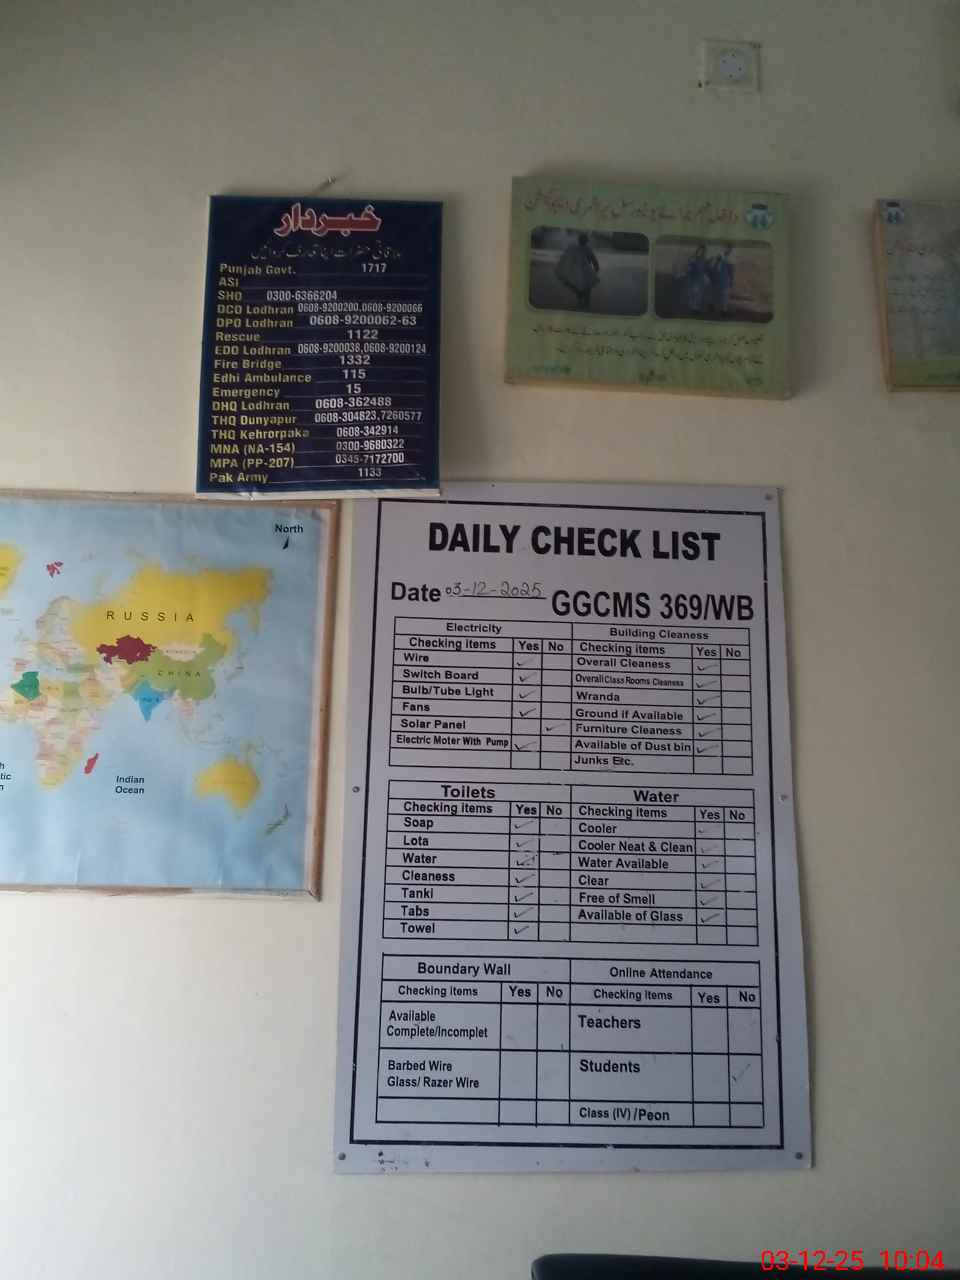 خبردار
ملاقاتی حضرات اپنا تعارف کروائیں
Punjab Govt. 1717
ASI
SHO 0300-6366204
DCO Lodhran 0608-9200200,0608-9200066
DPO Lodhran 0608-9200062-63
Rescue 1122
EDO Lodhran 0608-9200038,0608-9200124
Fire Bridge 1332
Edhi Ambulance 115
Emergency 15
DHQ Lodhran 0608-362488
THQ Dunyapur 0608-304823,7260577
THQ Kehrorpaka 0608-342914
MNA (NA-154) 0300-9680322
MPA (PP-207) 0345-7172700
Pak Army 1133
North
RUSSIA
CHINA
Indian
Ocean
DAILY CHECK LIST
Date 03-12-2025 GGCMS 369/WB
Electricity Building Cleaness
Checking items Yes No Checking items Yes No
Wire ✓ Overall Cleaness ✓
Switch Board ✓ Overall Class Rooms Cleaness ✓
Bulb/Tube Light ✓ Wranda ✓
Fans ✓ Ground if Available ✓
Solar Panel ✓ Furniture Cleaness ✓
Electric Moter With Pump ✓ Available of Dust bin ✓
Junks Etc.
Toilets Water
Checking items Yes No Checking items Yes No
Soap ✓ Cooler ✓
Lota ✓ Cooler Neat & Clean ✓
Water ✓ Water Available ✓
Cleaness ✓ Clear ✓
Tanki ✓ Free of Smell ✓
Tabs ✓ Available of Glass ✓
Towel ✓
Boundary Wall Online Attendance
Checking items Yes No Checking items Yes No
Available
Complete/Incomplet Teachers
Barbed Wire
Glass/ Razer Wire Students ✓
Class (IV) /Peon
03-12-25 10:04